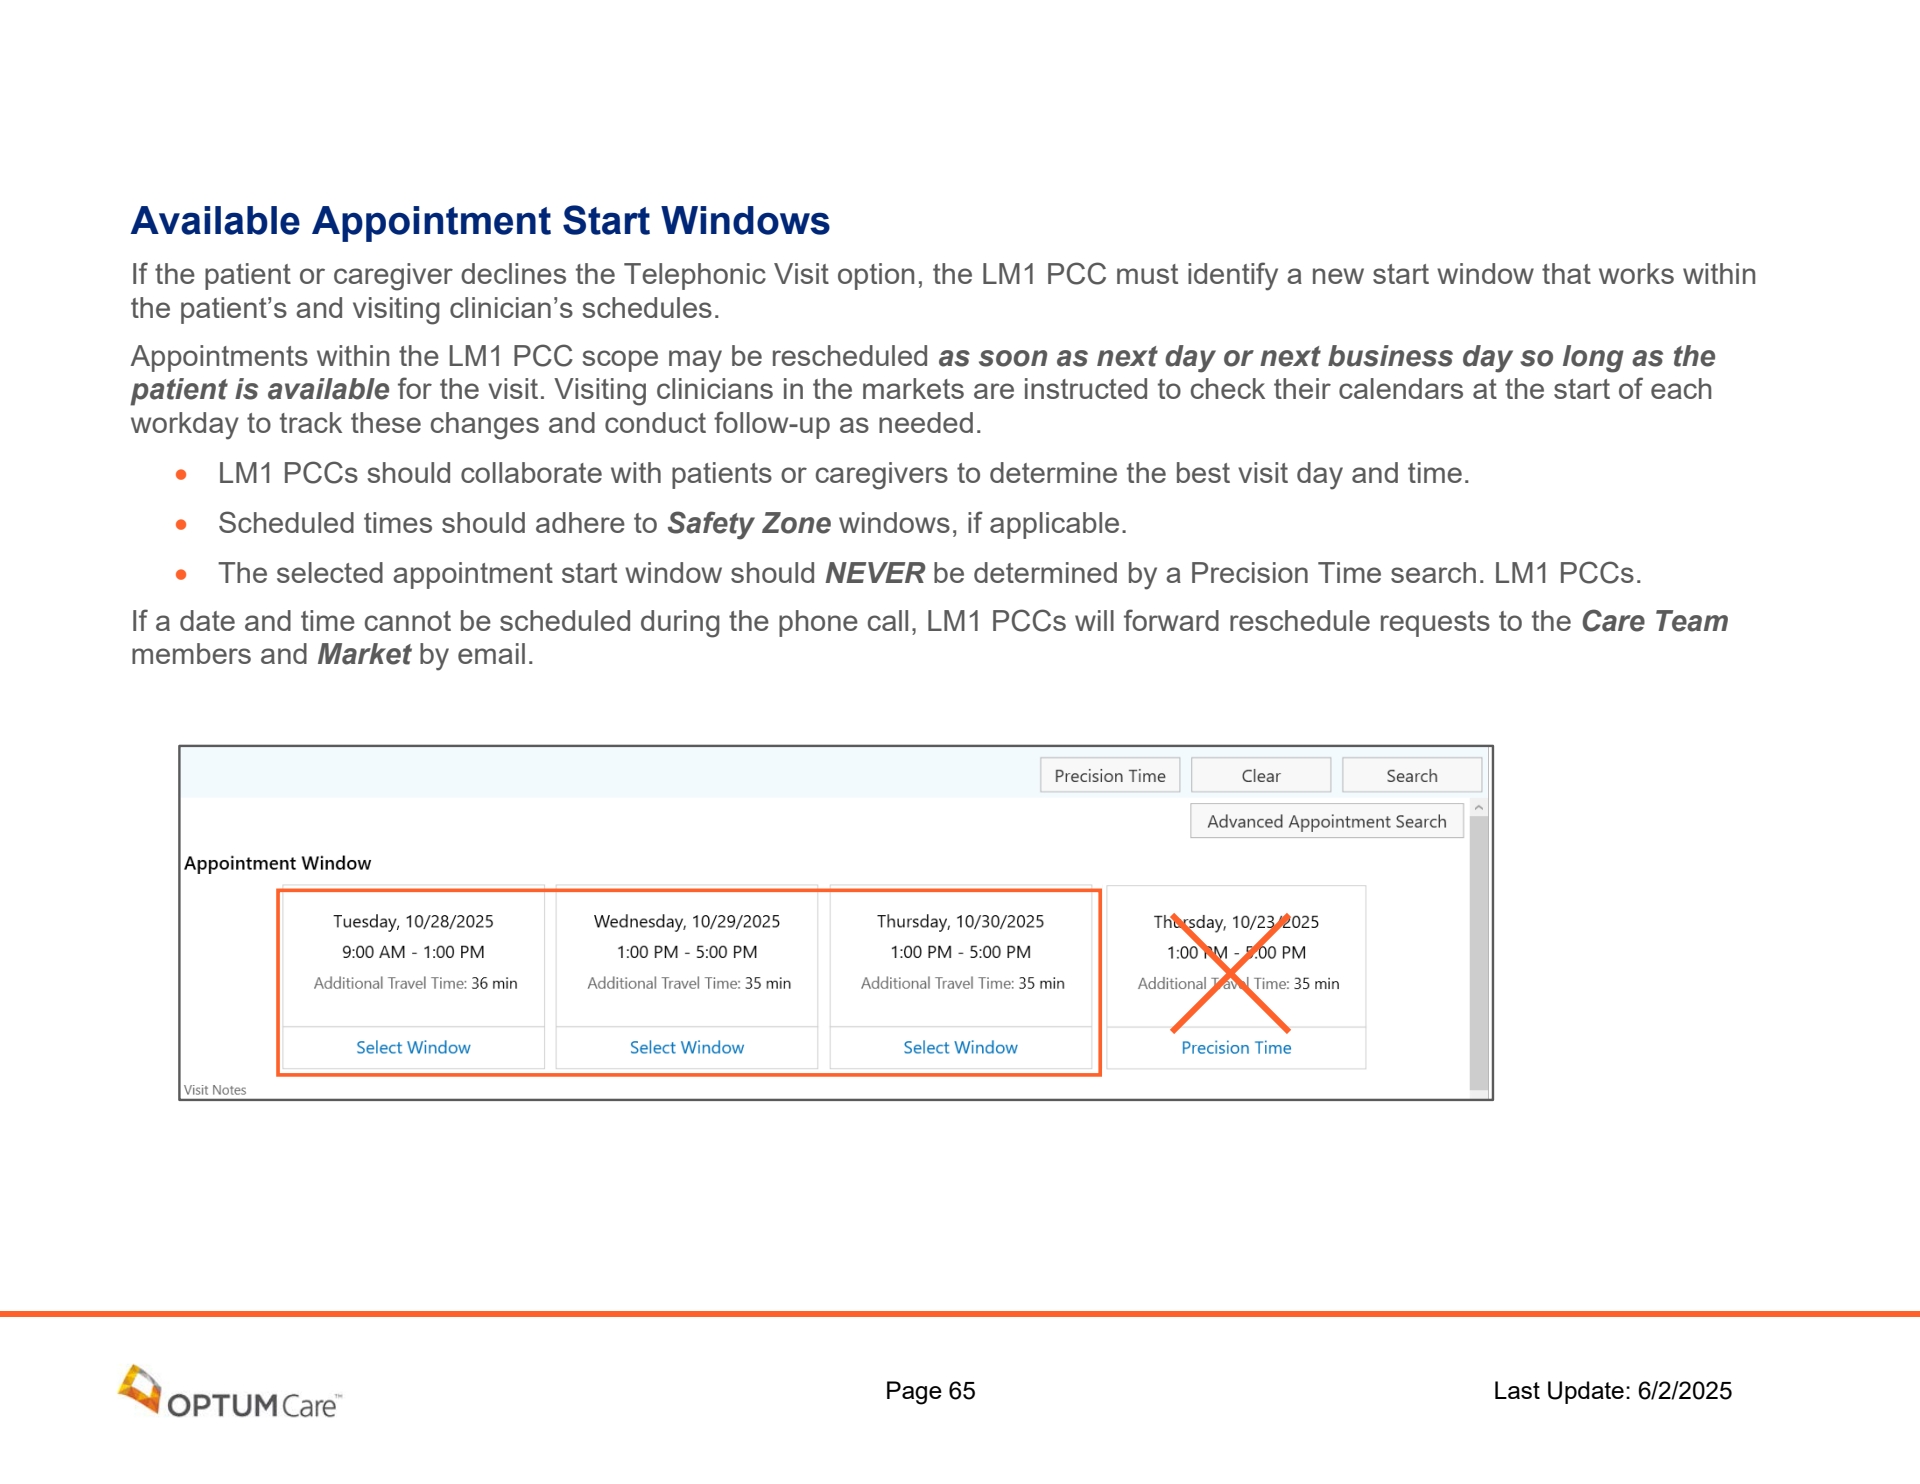 Available Appointment Start Windows
If the patient or caregiver declines the Telephonic Visit option, the LM1 PCC must identify a new start window that works within
the patient's and visiting clinician's schedules.
Appointments within the LM1 PCC scope may be rescheduled as soon as next day or next business day so long as the
patient is available for the visit. Visiting clinicians in the markets are instructed to check their calendars at the start of each
workday to track these changes and conduct follow-up as needed.
• LM1 PCCs should collaborate with patients or caregivers to determine the best visit day and time.
• Scheduled times should adhere to Safety Zone windows, if applicable.
• The selected appointment start window should NEVER be determined by a Precision Time search. LM1 PCCs.
If a date and time cannot be scheduled during the phone call, LM1 PCCs will forward reschedule requests to the Care Team
members and Market by email.
Precision Time Clear Search
Advanced Appointment Search
Appointment Window
Tuesday, 10/28/2025 Wednesday, 10/29/2025 Thursday, 10/30/2025 Thursday, 10/23/2025
9:00 AM - 1:00 PM 1:00 PM - 5:00 PM 1:00 PM - 5:00 PM 1:00 PM - 5:00 PM
Additional Travel Time: 36 min Additional Travel Time: 35 min Additional Travel Time: 35 min Additional Travel Time: 35 min
Select Window Select Window Select Window Precision Time
Visit Notes
OPTUM Care™ Page 65 Last Update: 6/2/2025